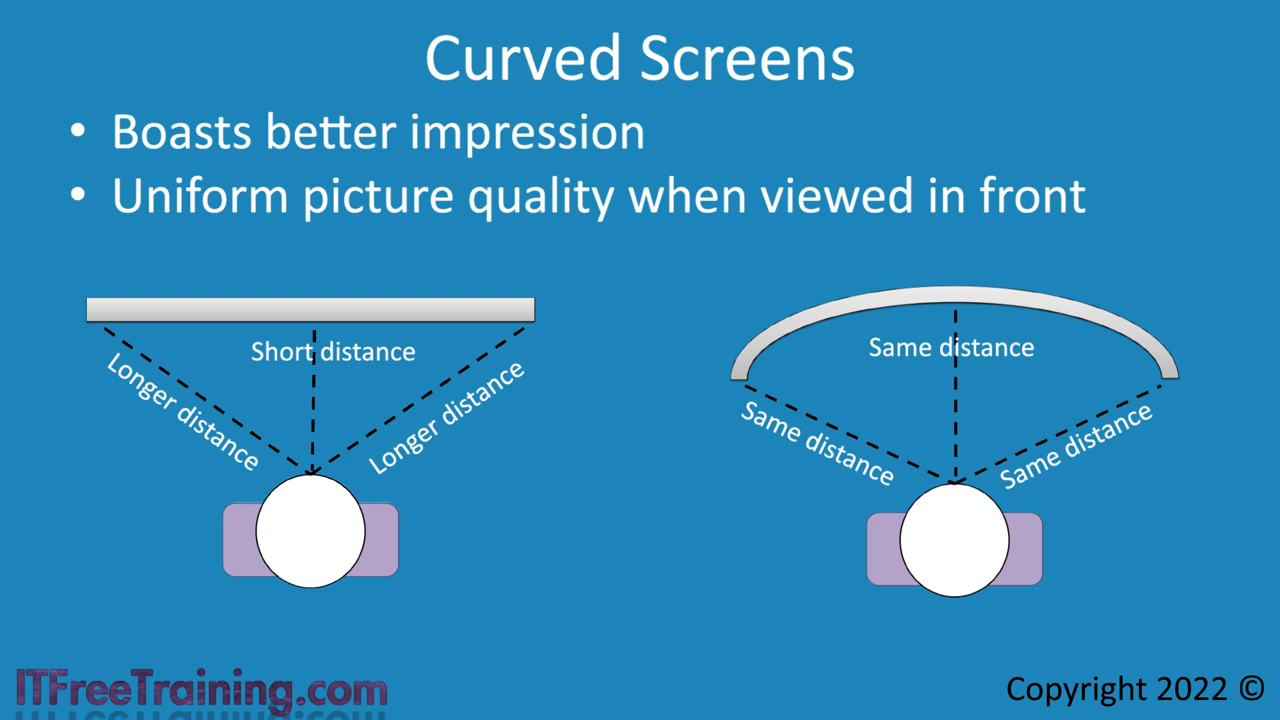 Curved Screens
• Boasts better impression
• Uniform picture quality when viewed in front
Short distance
Longer distance
Longer distance
Same distance
Same distance
Same distance
ITFreeTraining.com
Copyright 2022 ©